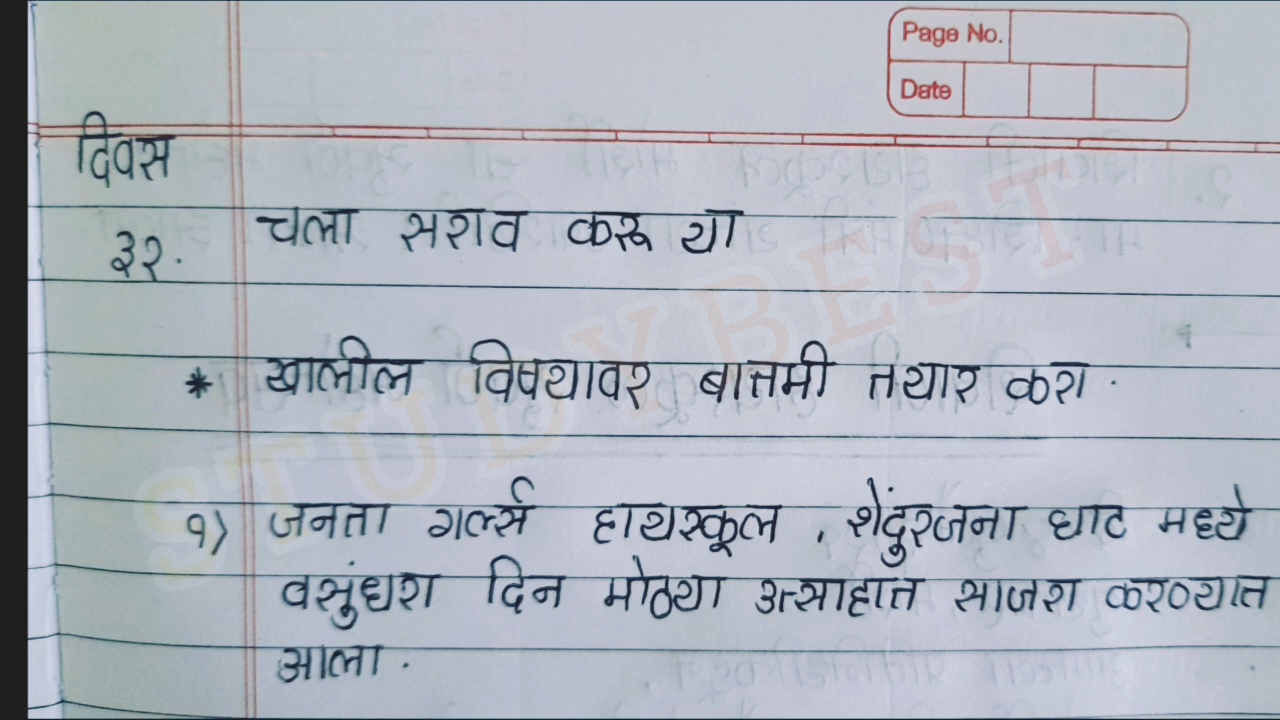 Page No.
Date
दिवस
३२. चला सराव करू या
* खालील विषयावर बातमी तयार करा.
१) जनता गर्ल्स हायस्कूल, शेंदुरजना घाट मध्ये
वसुंधरा दिन मोठ्या उत्साहात साजरा करण्यात
आला.
STUDYBEST